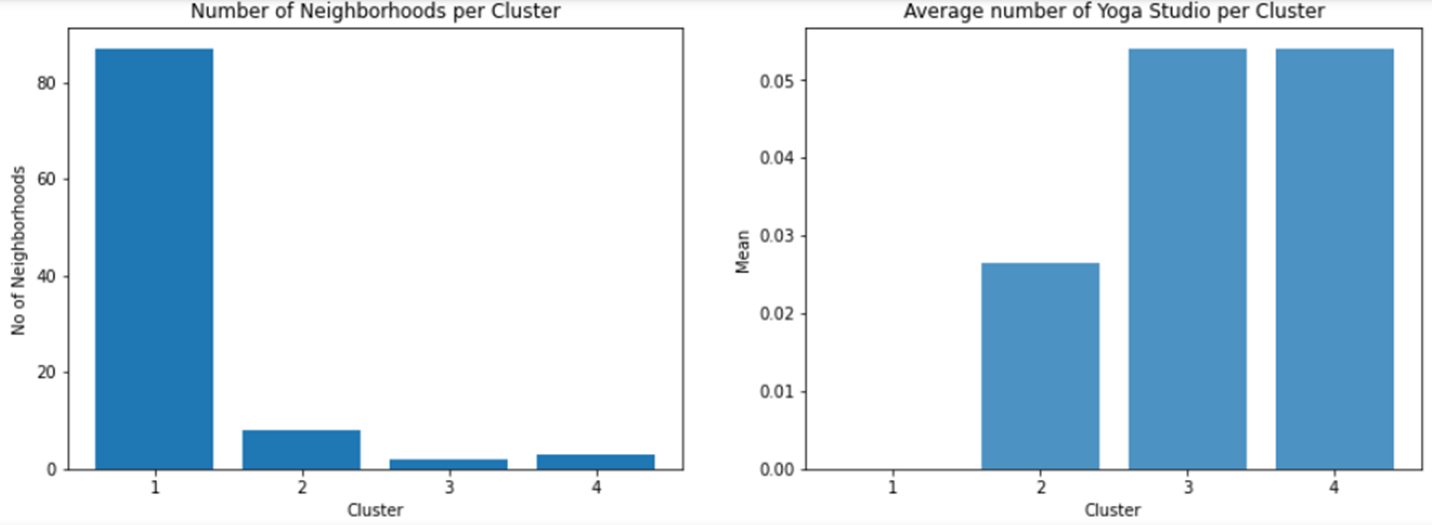 Number of Neighborhoods per Cluster
No of Neighborhoods
80
60
40
20
0
1 2 3 4
Cluster
Average number of Yoga Studio per Cluster
Mean
0.05
0.04
0.03
0.02
0.01
0.00
1 2 3 4
Cluster